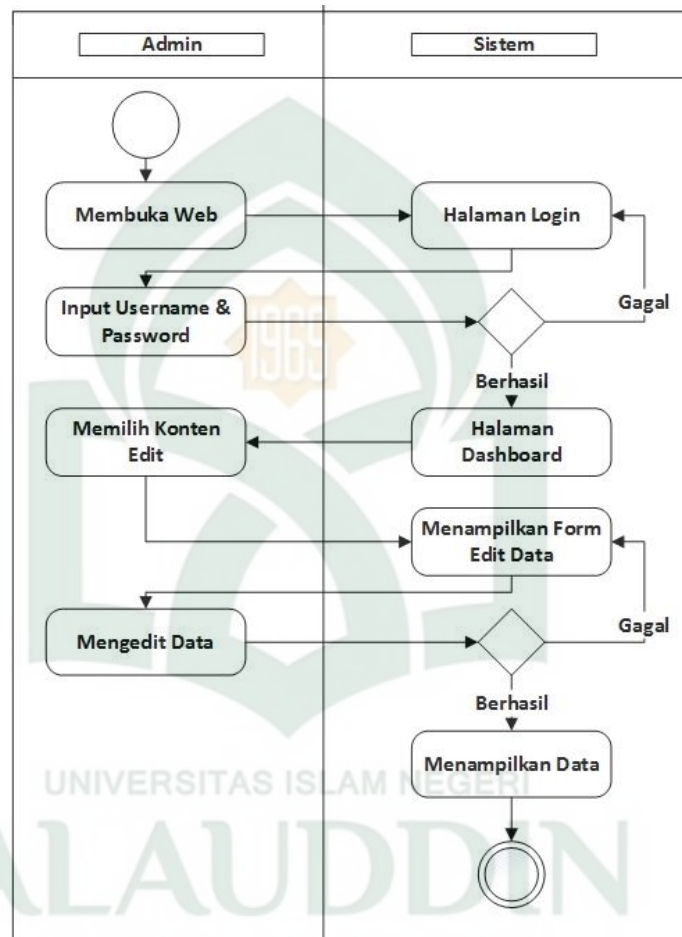 Admin
Sistem
Membuka Web
Halaman Login
Gagal
Input Username &
Password
1965
Berhasil
Memilih Konten
Edit
Halaman
Dashboard
Menampilkan Form
Edit Data
Gagal
Mengedit Data
Berhasil
Menampilkan Data
UNIVERSITAS ISLAM NEGERI
ALAUDDIN